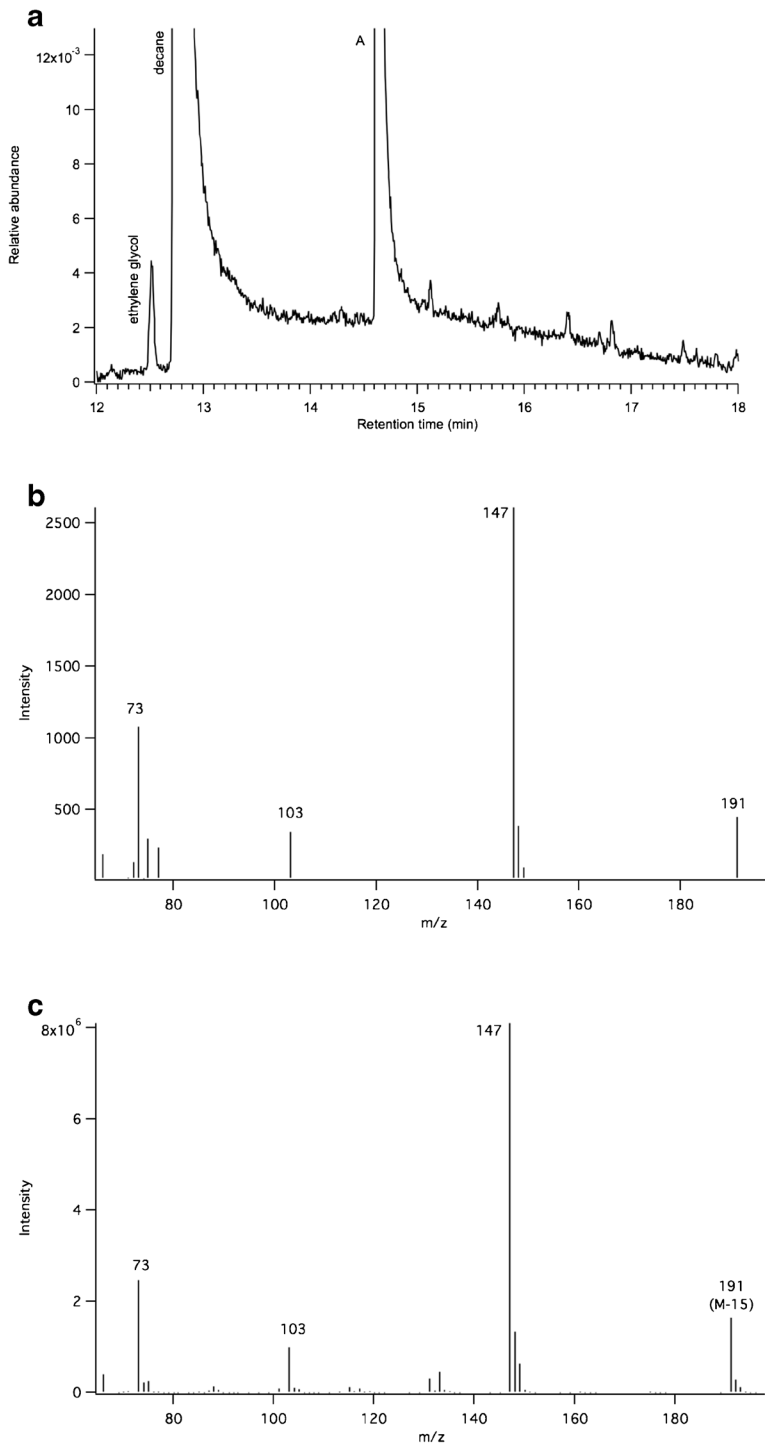 a
Relative abundance
12x10-3
10
8
6
4
2
0
ethylene glycol
decane
A
12 13 14 15 16 17 18
Retention time (min)
b
Intensity
2500
2000
1500
1000
500
73
103
147
191
80 100 120 140 160 180
m/z
c
Intensity
8x106
6
4
2
0
73
103
147
191
(M-15)
80 100 120 140 160 180
m/z